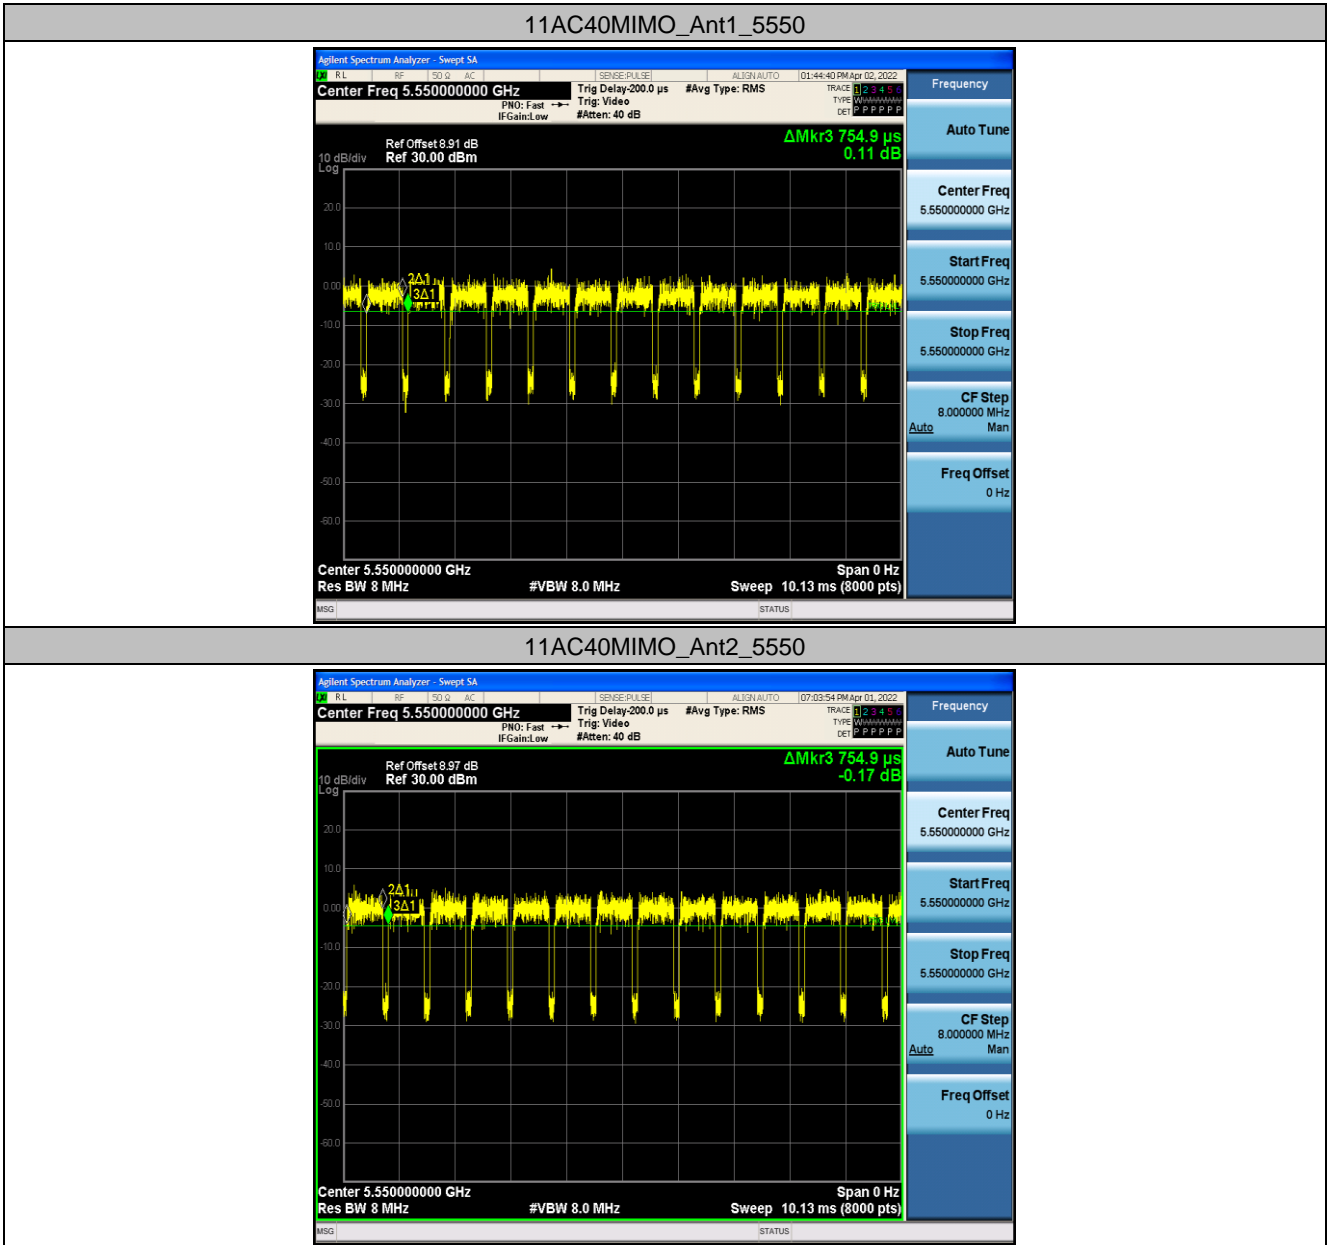 11AC40MIMO_Ant1_5550
Agilent Spectrum Analyzer - Swept SA
RL RF 50 Ω AC SENSE:PULSE ALIGN AUTO 01:44:40 PM Apr 02, 2022
Center Freq 5.550000000 GHz Trig Delay-200.0 µs #Avg Type: RMS TRACE 1 2 3 4 5 6
PNO: Fast Trig: Video TYPE
IFGain:Low #Atten: 40 dB DET P P P P P P
ΔMkr3 754.9 µs
0.11 dB
Ref Offset 8.91 dB
10 dB/div Ref 30.00 dBm
Log
20.0
10.0
0.00
-10.0
-20.0
-30.0
-40.0
-50.0
-60.0
2Δ1
3Δ1
Center 5.550000000 GHz Span 0 Hz
Res BW 8 MHz #VBW 8.0 MHz Sweep 10.13 ms (8000 pts)
MSG STATUS
Frequency
Auto Tune
Center Freq
5.550000000 GHz
Start Freq
5.550000000 GHz
Stop Freq
5.550000000 GHz
CF Step
8.000000 MHz
Auto Man
Freq Offset
0 Hz
11AC40MIMO_Ant2_5550
Agilent Spectrum Analyzer - Swept SA
RL RF 50 Ω AC SENSE:PULSE ALIGN AUTO 07:03:54 PM Apr 01, 2022
Center Freq 5.550000000 GHz Trig Delay-200.0 µs #Avg Type: RMS TRACE 1 2 3 4 5 6
PNO: Fast Trig: Video TYPE
IFGain:Low #Atten: 40 dB DET P P P P P P
ΔMkr3 754.9 µs
-0.17 dB
Ref Offset 8.97 dB
10 dB/div Ref 30.00 dBm
Log
20.0
10.0
0.00
-10.0
-20.0
-30.0
-40.0
-50.0
-60.0
2Δ1
3Δ1
Center 5.550000000 GHz Span 0 Hz
Res BW 8 MHz #VBW 8.0 MHz Sweep 10.13 ms (8000 pts)
MSG STATUS
Frequency
Auto Tune
Center Freq
5.550000000 GHz
Start Freq
5.550000000 GHz
Stop Freq
5.550000000 GHz
CF Step
8.000000 MHz
Auto Man
Freq Offset
0 Hz